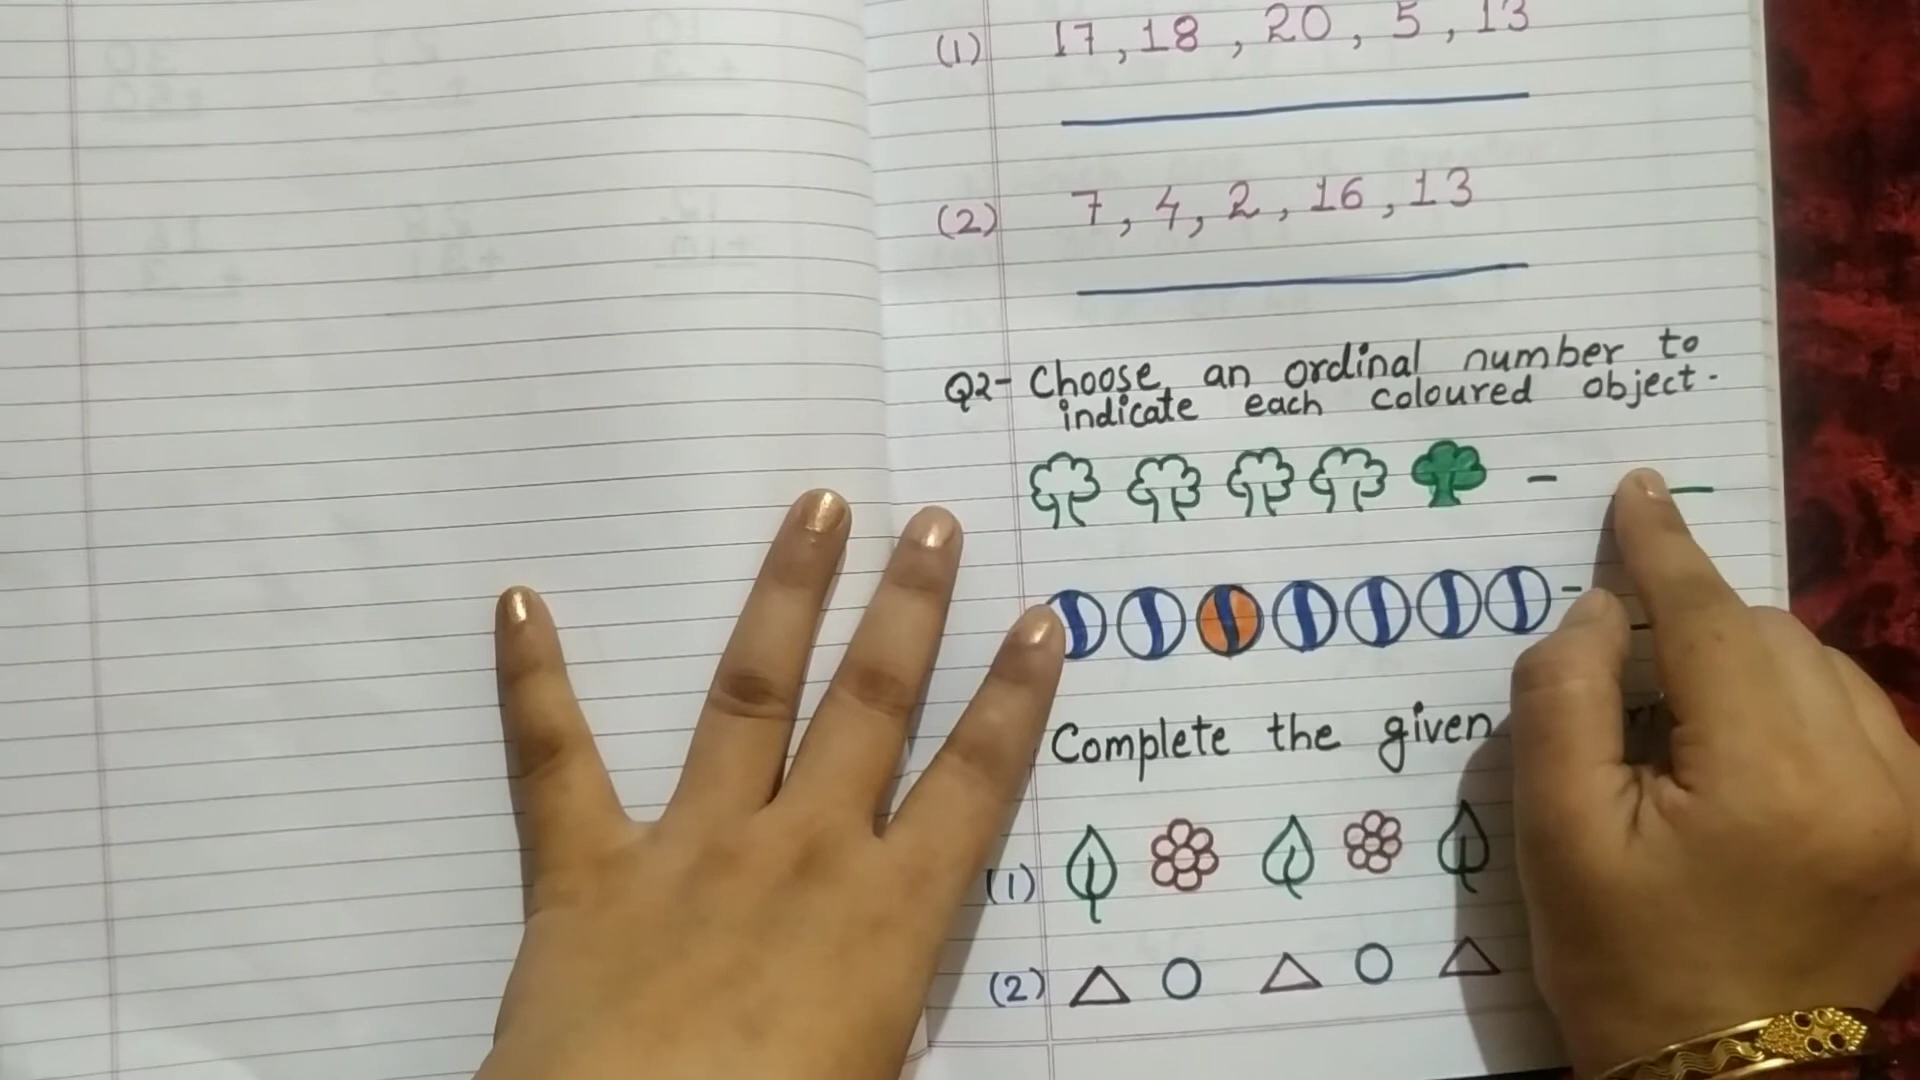 (1) 17, 18, 20, 5, 13
(2) 7, 4, 2, 16, 13
Q2- Choose an ordinal number to
indicate each coloured object.
Complete the given
(1)
(2)